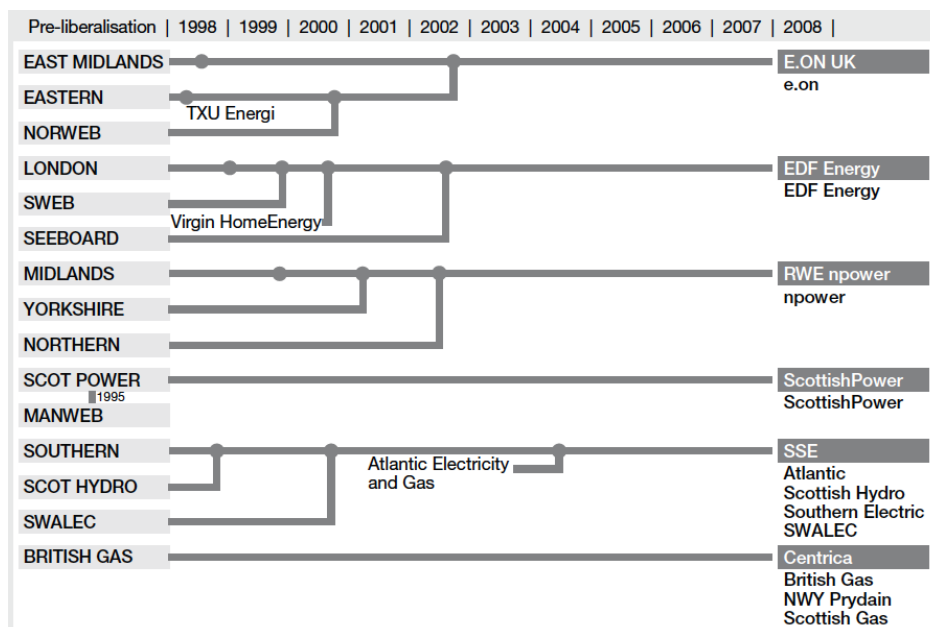 Pre-liberalisation | 1998 | 1999 | 2000 | 2001 | 2002 | 2003 | 2004 | 2005 | 2006 | 2007 | 2008 |
EAST MIDLANDS E.ON UK
e.on
EASTERN
TXU Energi
NORWEB
LONDON EDF Energy
EDF Energy
SWEB
Virgin HomeEnergy
SEEBOARD
MIDLANDS RWE npower
npower
YORKSHIRE
NORTHERN
SCOT POWER ScottishPower
1995 ScottishPower
MANWEB
SOUTHERN SSE
Atlantic Electricity
and Gas
Atlantic
Scottish Hydro
Southern Electric
SWALEC
SCOT HYDRO
SWALEC
BRITISH GAS Centrica
British Gas
NWY Prydain
Scottish Gas